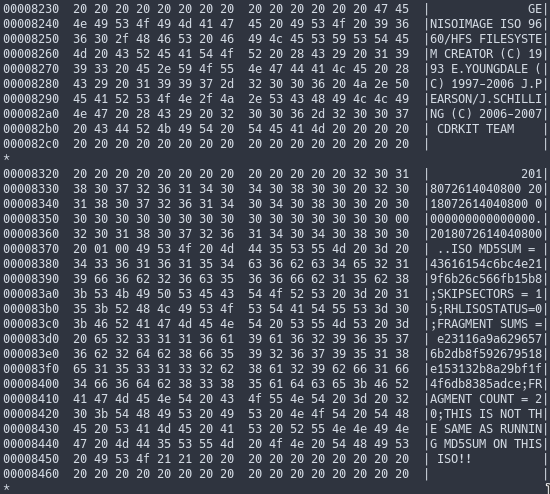 00008230  20 20 20 20 20 20 20 20  20 20 20 20 20 20 47 45  |              GE|
00008240  4e 49 53 4f 49 4d 41 47  45 20 49 53 4f 20 39 36  |NISOIMAGE ISO 96|
00008250  36 30 2f 48 46 53 20 46  49 4c 45 53 59 53 54 45  |60/HFS FILESYSTE|
00008260  4d 20 43 52 45 41 54 4f  52 20 28 43 29 20 31 39  |M CREATOR (C) 19|
00008270  39 33 20 45 2e 59 4f 55  4e 47 44 41 4c 45 20 28  |93 E.YOUNGDALE (|
00008280  43 29 20 31 39 39 37 2d  32 30 30 36 20 4a 2e 50  |C) 1997-2006 J.P|
00008290  45 41 52 53 4f 4e 2f 4a  2e 53 43 48 49 4c 4c 49  |EARSON/J.SCHILLI|
000082a0  4e 47 20 28 43 29 20 32  30 30 36 2d 32 30 30 37  |NG (C) 2006-2007|
000082b0  20 43 44 52 4b 49 54 20  54 45 41 4d 20 20 20 20  | CDRKIT TEAM    |
000082c0  20 20 20 20 20 20 20 20  20 20 20 20 20 20 20 20  |                |
*
00008320  20 20 20 20 20 20 20 20  20 20 20 20 20 32 30 31  |             201|
00008330  38 30 37 32 36 31 34 30  34 30 38 30 30 20 32 30  |8072614040800 20|
00008340  31 38 30 37 32 36 31 34  30 34 30 38 30 30 20 30  |18072614040800 0|
00008350  30 30 30 30 30 30 30 30  30 30 30 30 30 30 30 00  |000000000000000.|
00008360  32 30 31 38 30 37 32 36  31 34 30 34 30 38 30 30  |2018072614040800|
00008370  20 01 00 49 53 4f 20 4d  44 35 53 55 4d 20 3d 20  | ..ISO MD5SUM = |
00008380  34 33 36 31 36 31 35 34  63 36 62 63 34 65 32 31  |43616154c6bc4e21|
00008390  39 66 36 62 32 36 63 35  36 36 66 62 31 35 62 38  |9f6b26c566fb15b8|
000083a0  3b 53 4b 49 50 53 45 43  54 4f 52 53 20 3d 20 31  |;SKIPSECTORS = 1|
000083b0  35 3b 52 48 4c 49 53 4f  53 54 41 54 55 53 3d 30  |5;RHLISOSTATUS=0|
000083c0  3b 46 52 41 47 4d 45 4e  54 20 53 55 4d 53 20 3d  |;FRAGMENT SUMS =|
000083d0  20 65 32 33 31 31 36 61  39 61 36 32 39 36 35 37  | e23116a9a629657|
000083e0  36 62 32 64 62 38 66 35  39 32 36 37 39 35 31 38  |6b2db8f592679518|
000083f0  65 31 35 33 31 33 32 62  38 61 32 39 62 66 31 66  |e153132b8a29bf1f|
00008400  34 66 36 64 62 38 33 38  35 61 64 63 65 3b 46 52  |4f6db8385adce;FR|
00008410  41 47 4d 45 4e 54 20 43  4f 55 4e 54 20 3d 20 32  |AGMENT COUNT = 2|
00008420  30 3b 54 48 49 53 20 49  53 20 4e 4f 54 20 54 48  |0;THIS IS NOT TH|
00008430  45 20 53 41 4d 45 20 41  53 20 52 55 4e 4e 49 4e  |E SAME AS RUNNIN|
00008440  47 20 4d 44 35 53 55 4d  20 4f 4e 20 54 48 49 53  |G MD5SUM ON THIS|
00008450  20 49 53 4f 21 21 20 20  20 20 20 20 20 20 20 20  | ISO!!          |
00008460  20 20 20 20 20 20 20 20  20 20 20 20 20 20 20 20  |                |
*